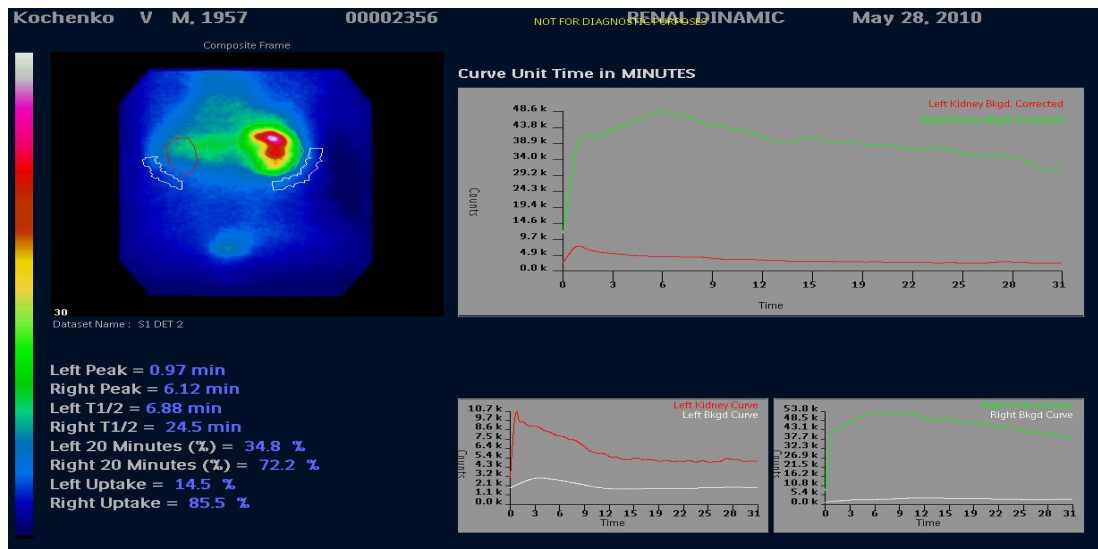 Kochenko V M, 1957 00002356 NOT FOR DIAGNOSTIC PURPOSES RENAL DINAMIC May 28, 2010
Composite Frame
30
Dataset Name : S1 DET 2
Curve Unit Time in MINUTES
Left Kidney Bkgd. Corrected
Right Kidney Bkgd. Corrected
48.6 k
43.8 k
38.9 k
34.0 k
29.2 k
24.3 k
19.4 k
14.6 k
9.7 k
4.9 k
0.0 k
Counts
0 3 6 9 12 15 19 22 25 28 31
Time
Left Peak = 0.97 min
Right Peak = 6.12 min
Left T1/2 = 6.88 min
Right T1/2 = 24.5 min
Left 20 Minutes (%) = 34.8 %
Right 20 Minutes (%) = 72.2 %
Left Uptake = 14.5 %
Right Uptake = 85.5 %
Left Kidney Curve
Left Bkgd Curve
10.7 k
9.7 k
8.6 k
7.5 k
6.4 k
5.4 k
4.3 k
3.2 k
2.1 k
1.1 k
0.0 k
Counts
0 3 6 9 12 15 19 22 25 28 31
Time
Right Kidney Curve
Right Bkgd Curve
53.8 k
48.5 k
43.1 k
37.7 k
32.3 k
26.9 k
21.5 k
16.2 k
10.8 k
5.4 k
0.0 k
Counts
0 3 6 9 12 15 19 22 25 28 31
Time